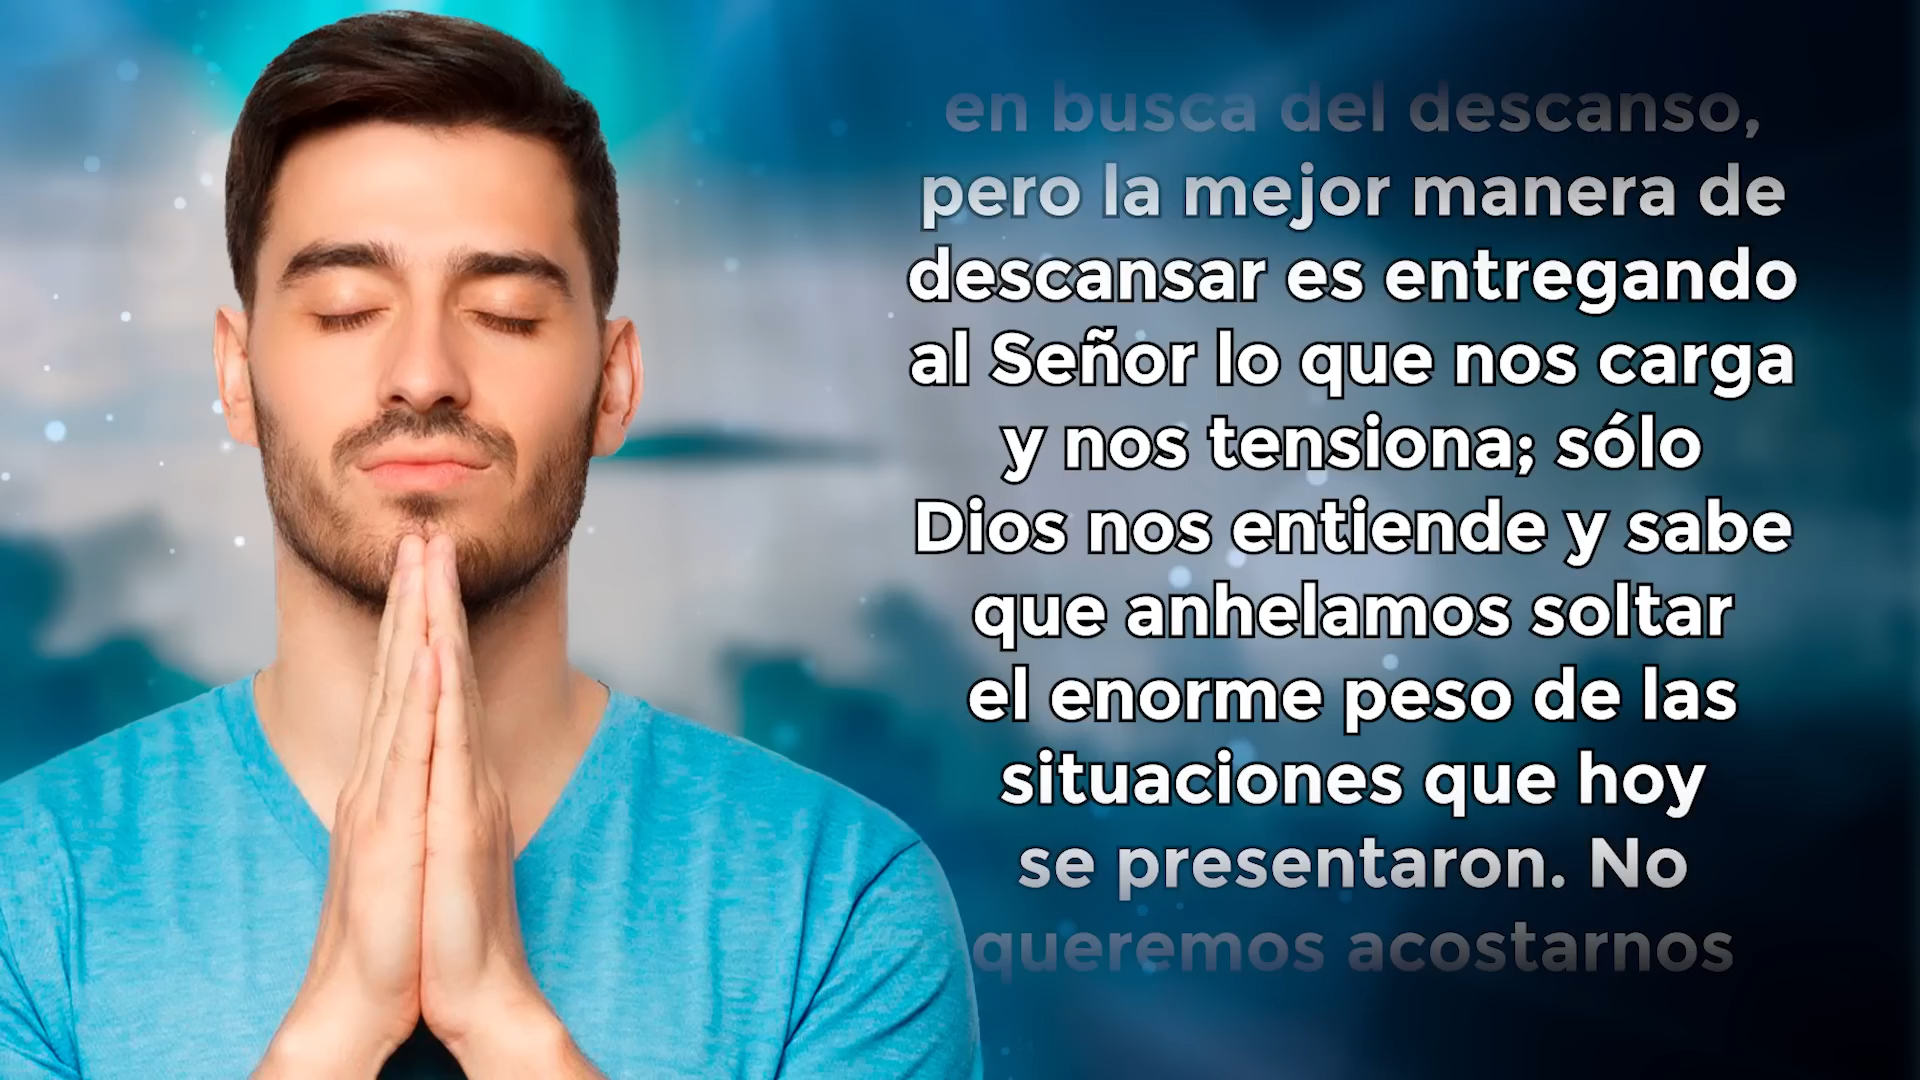 en busca del descanso,
pero la mejor manera de
descansar es entregando
al Señor lo que nos carga
y nos tensiona; sólo
Dios nos entiende y sabe
que anhelamos soltar
el enorme peso de las
situaciones que hoy
se presentaron. No
queremos acostarnos